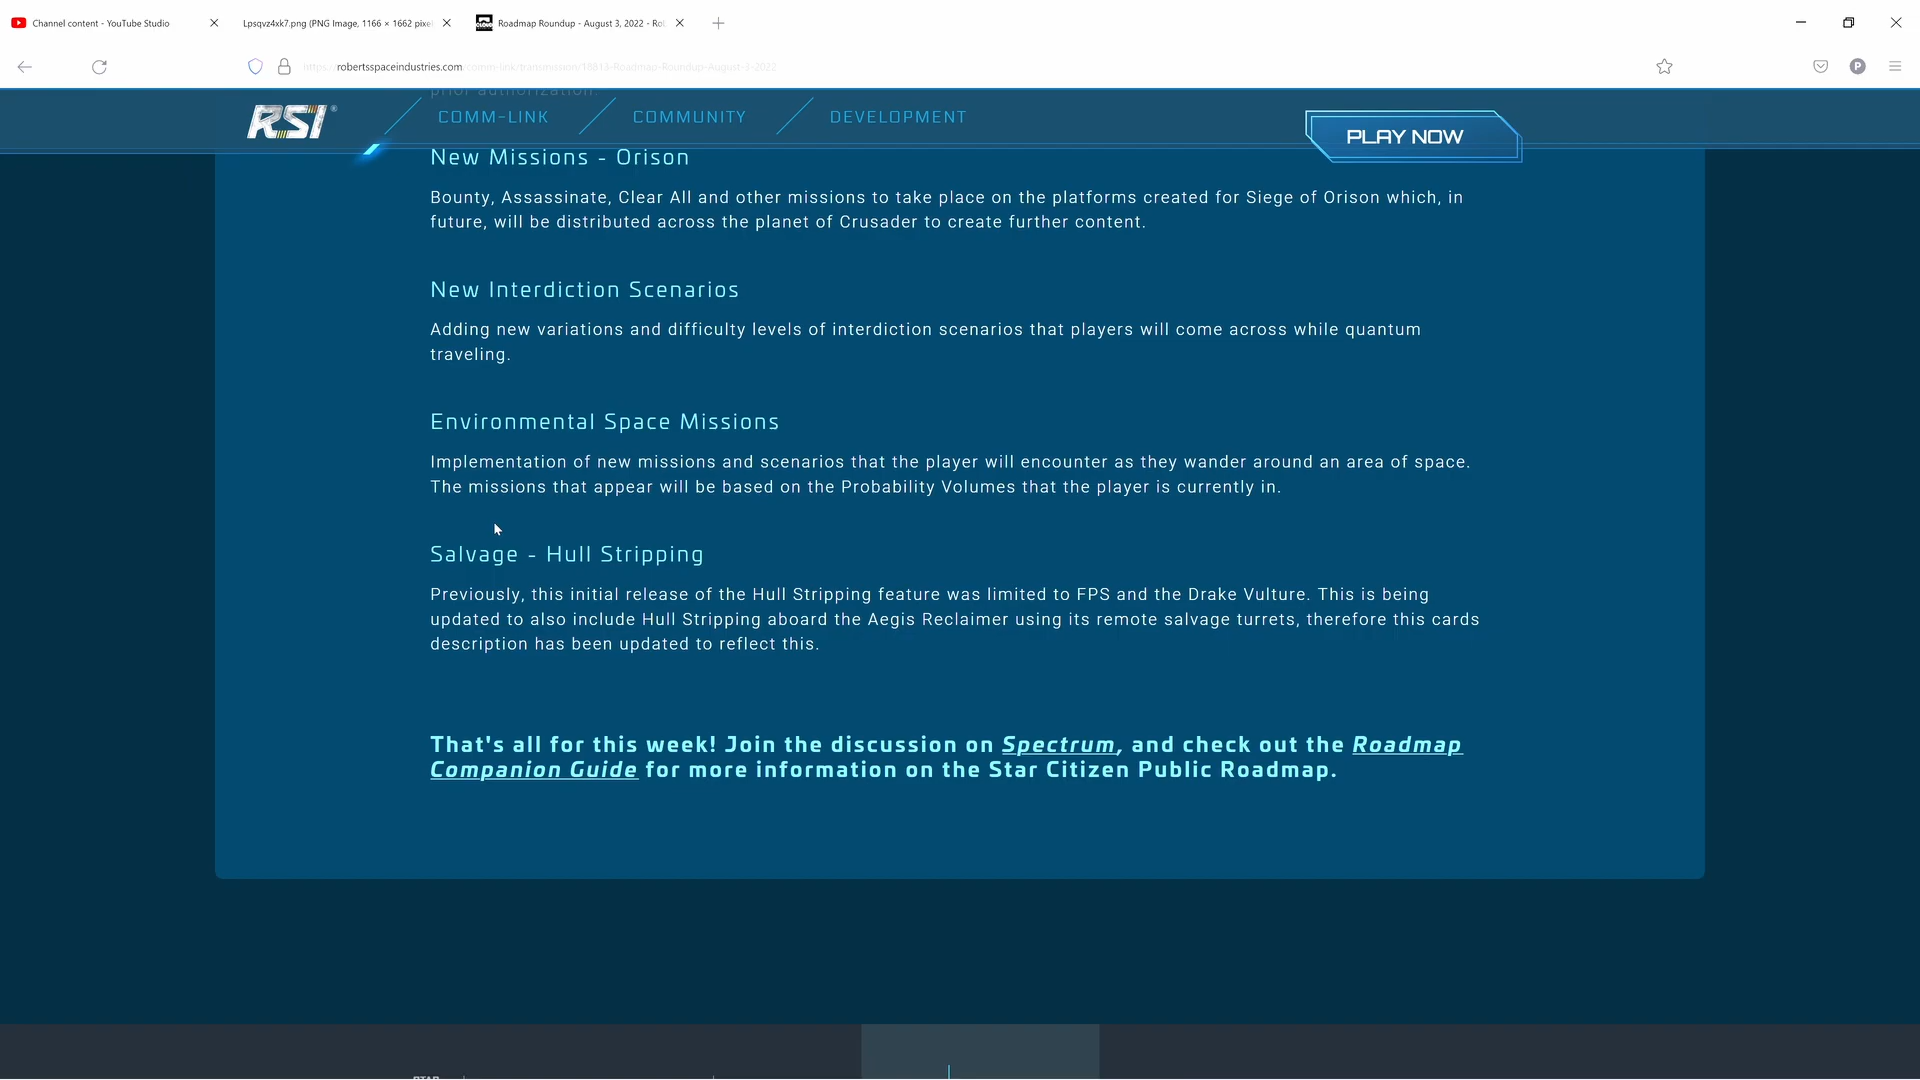 Channel content - YouTube Studio
Lpsqvz4xk7.png (PNG Image, 1166 × 1662 pixe
Roadmap Roundup - August 3, 2022 - Ro
https://robertsspaceindustries.com/comm-link/transmission/18813-Roadmap-Roundup-August-3-2022
P
prior authorization.
RSI
COMM-LINK
COMMUNITY
DEVELOPMENT
PLAY NOW
New Missions - Orison
Bounty, Assassinate, Clear All and other missions to take place on the platforms created for Siege of Orison which, in
future, will be distributed across the planet of Crusader to create further content.
New Interdiction Scenarios
Adding new variations and difficulty levels of interdiction scenarios that players will come across while quantum
traveling.
Environmental Space Missions
Implementation of new missions and scenarios that the player will encounter as they wander around an area of space.
The missions that appear will be based on the Probability Volumes that the player is currently in.
Salvage - Hull Stripping
Previously, this initial release of the Hull Stripping feature was limited to FPS and the Drake Vulture. This is being
updated to also include Hull Stripping aboard the Aegis Reclaimer using its remote salvage turrets, therefore this cards
description has been updated to reflect this.
That's all for this week! Join the discussion on Spectrum, and check out the Roadmap
Companion Guide for more information on the Star Citizen Public Roadmap.